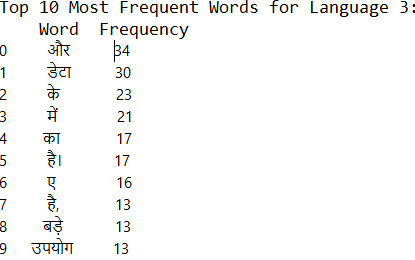 Top 10 Most Frequent Words for Language 3:
Word Frequency
0 और 34
1 डेटा 30
2 के 23
3 में 21
4 का 17
5 है। 17
6 ए 16
7 है, 13
8 बड़े 13
9 उपयोग 13